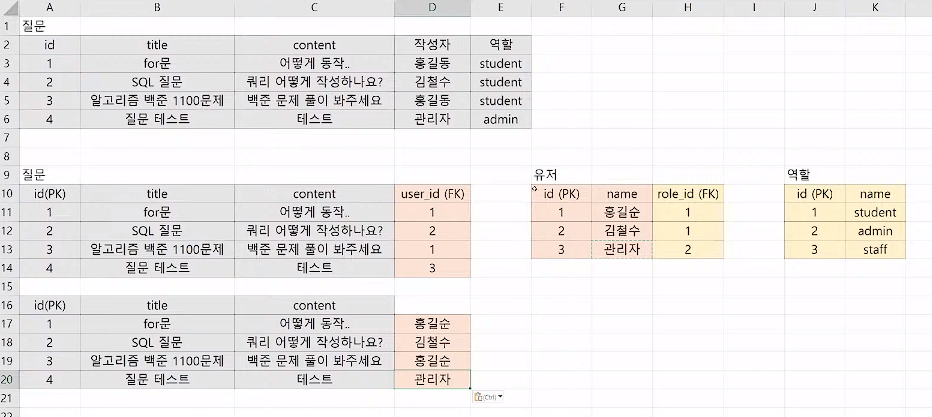 A B C D E F G H I J K
1 질문
2 id title content 작성자 역할
3 1 for문 어떻게 동작.. 홍길동 student
4 2 SQL 질문 쿼리 어떻게 작성하나요? 김철수 student
5 3 알고리즘 백준 1100문제 백준 문제 풀이 봐주세요 홍길동 student
6 4 질문 테스트 테스트 관리자 admin
7
8
9 질문 유저 역할
10 id(PK) title content user_id (FK) id (PK) name role_id (FK) id (PK) name
11 1 for문 어떻게 동작.. 1 1 홍길순 1 1 student
12 2 SQL 질문 쿼리 어떻게 작성하나요? 2 2 김철수 1 2 admin
13 3 알고리즘 백준 1100문제 백준 문제 풀이 봐주세요 1 3 관리자 2 3 staff
14 4 질문 테스트 테스트 3
15
16 id(PK) title content
17 1 for문 어떻게 동작.. 홍길순
18 2 SQL 질문 쿼리 어떻게 작성하나요? 김철수
19 3 알고리즘 백준 1100문제 백준 문제 풀이 봐주세요 홍길순
20 4 질문 테스트 테스트 관리자
21 (Ctrl)
22